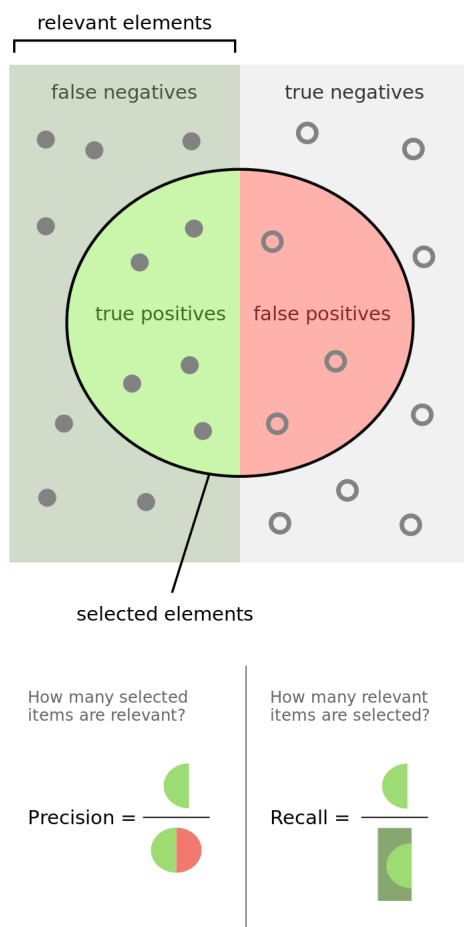 relevant elements
false negatives
true negatives
true positives
false positives
selected elements
How many selected
items are relevant?
How many relevant
items are selected?
Precision =
Recall =